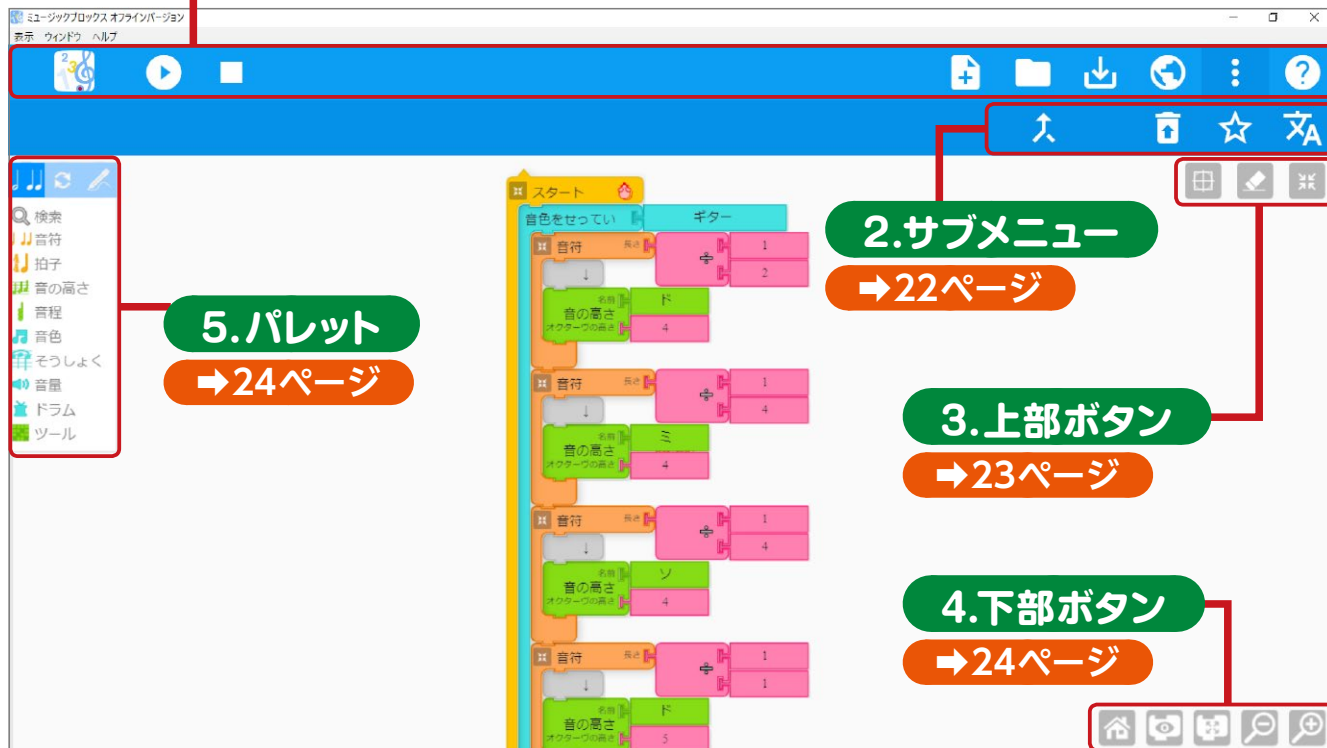 ミュージックブロックス オフラインバージョン
表示 ウィンドウ ヘルプ
検索
音符
拍子
音の高さ
音程
音色
そうしょく
音量
ドラム
ツール
5.パレット
➡24ページ
スタート
音色をせってい ギター
音符 長さ 1
÷
2
↓
名前 ド
音の高さ
オクターヴの高さ 4
音符 長さ 1
÷
4
↓
名前 ミ
音の高さ
オクターヴの高さ 4
音符 長さ 1
÷
4
↓
名前 ソ
音の高さ
オクターヴの高さ 4
音符 長さ 1
÷
1
↓
名前 ド
音の高さ
オクターヴの高さ 5
2.サブメニュー
➡22ページ
3.上部ボタン
➡23ページ
4.下部ボタン
➡24ページ